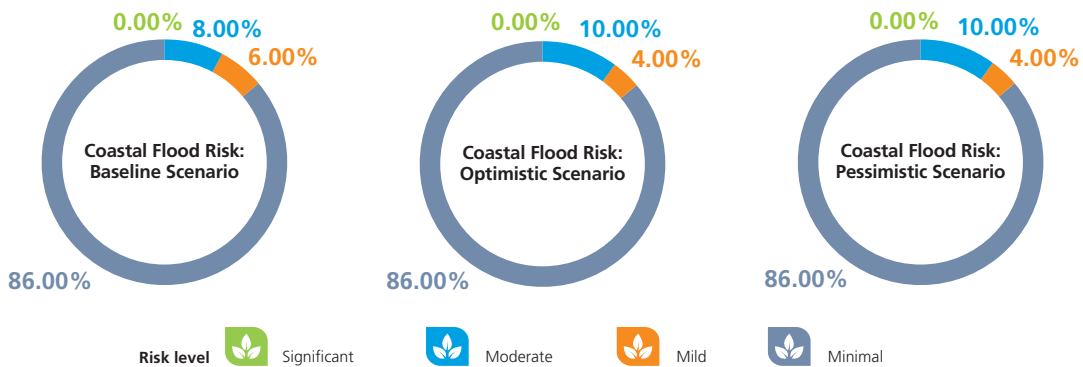 0.00%
8.00%
6.00%
Coastal Flood Risk:
Baseline Scenario
86.00%
0.00%
10.00%
4.00%
Coastal Flood Risk:
Optimistic Scenario
86.00%
0.00%
10.00%
4.00%
Coastal Flood Risk:
Pessimistic Scenario
86.00%
Risk level Significant Moderate Mild Minimal